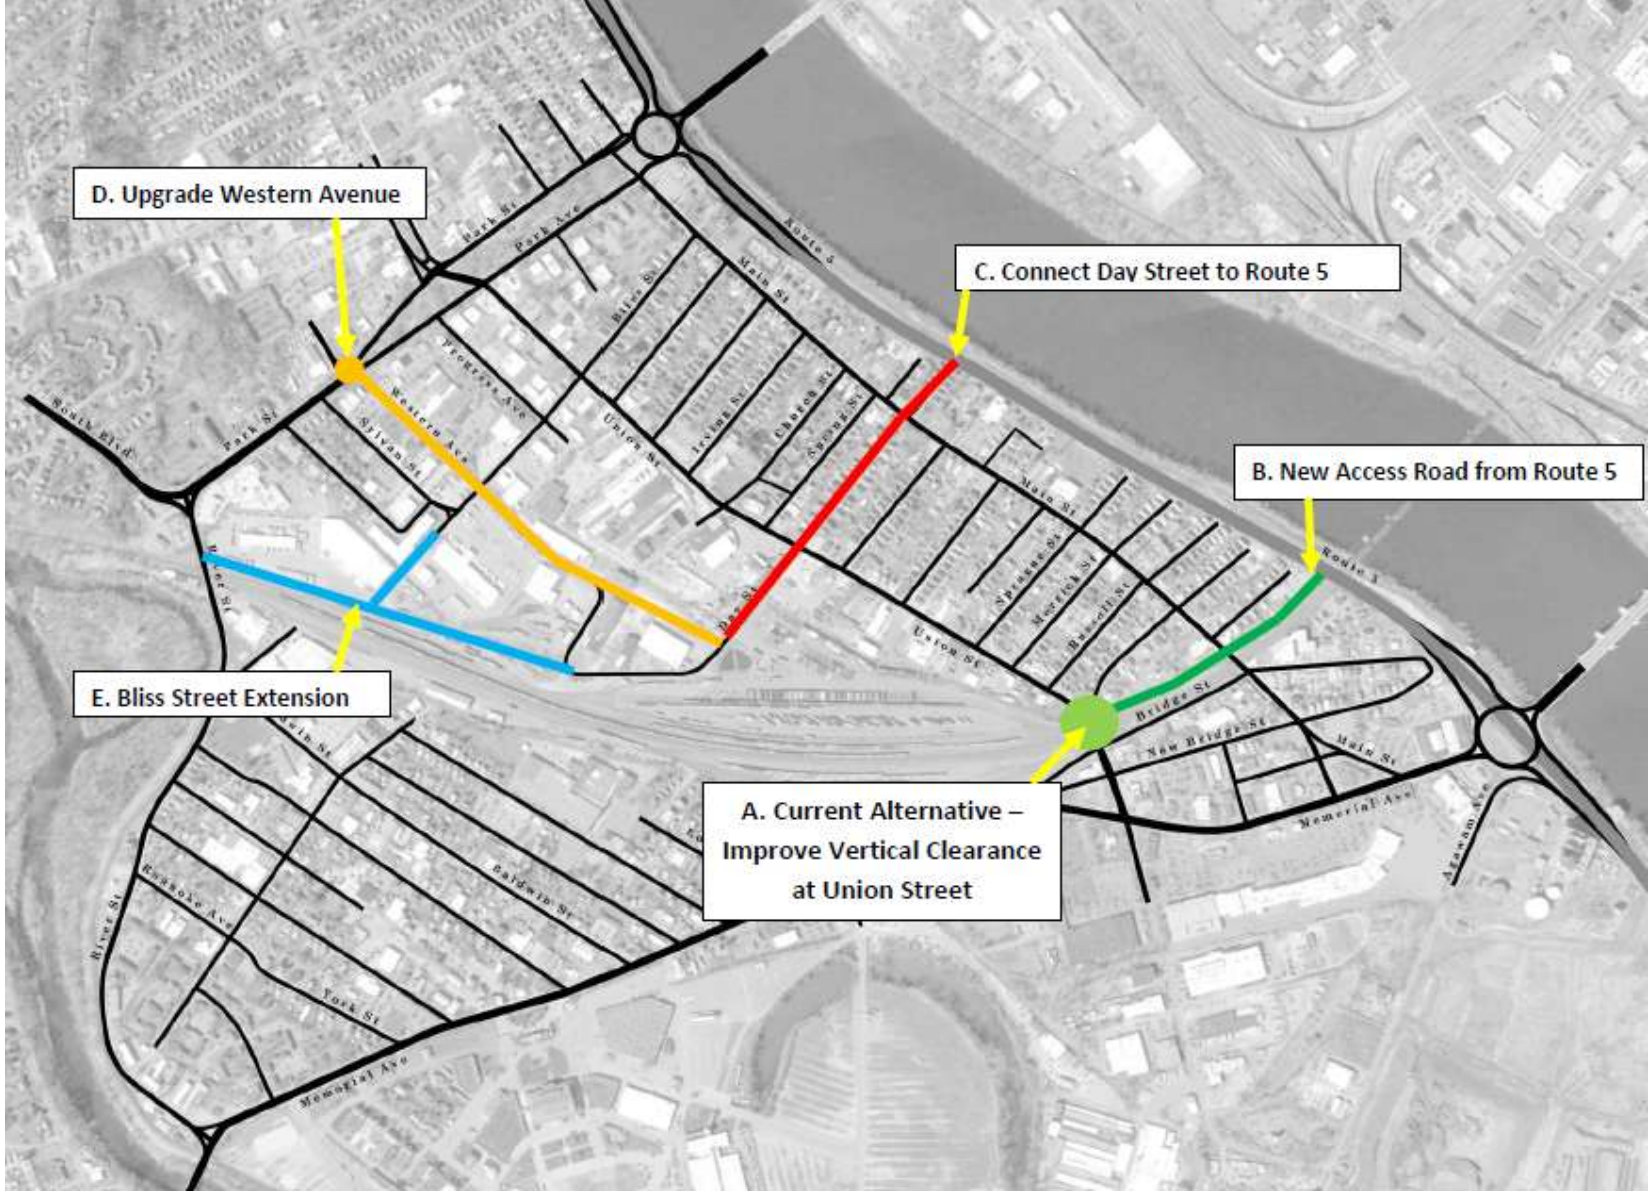 D. Upgrade Western Avenue
Park St
Park Ave
Route 5
C. Connect Day Street to Route 5
Main St
Bliss St
Progress Ave
South Blvd
Park St
Western Ave
Sylvan St
Union St
Irving St
Church St
Spring St
B. New Access Road from Route 5
Main St
Route 5
River St
Sprague St
Merrick St
Russell St
Day St
Union St
E. Bliss Street Extension
Bridge St
New Bridge St
Main St
A. Current Alternative –
Improve Vertical Clearance
at Union Street
Memorial Ave
Agawam Ave
Baldwin St
Roanoke Ave
River St
York St
Memorial Ave